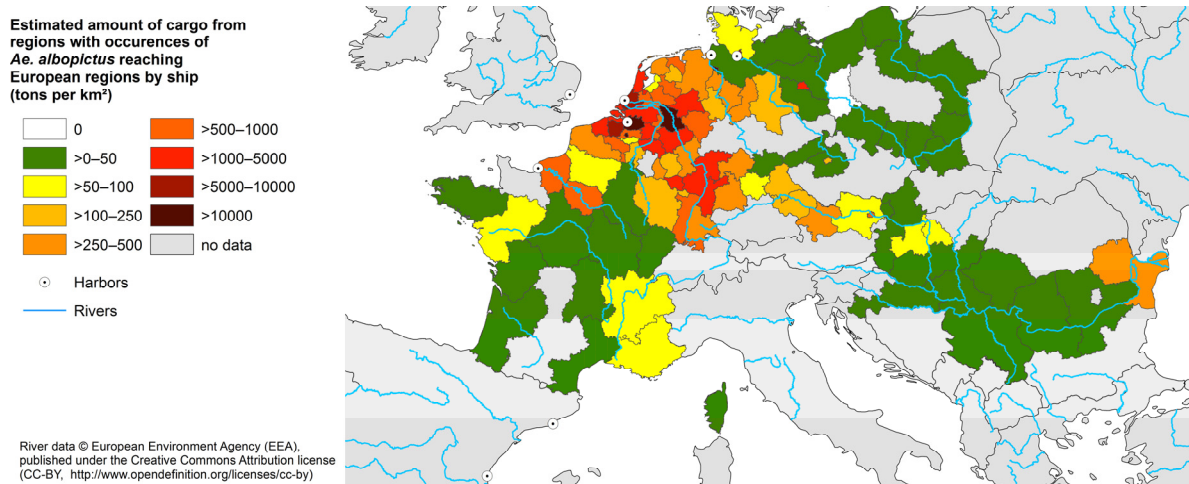 Estimated amount of cargo from
regions with occurences of
Ae. albopictus reaching
European regions by ship
(tons per km²)
0
>0–50
>50–100
>100–250
>250–500
>500–1000
>1000–5000
>5000–10000
>10000
no data
Harbors
Rivers
River data © European Environment Agency (EEA),
published under the Creative Commons Attribution license
(CC-BY, http://www.opendefinition.org/licenses/cc-by)